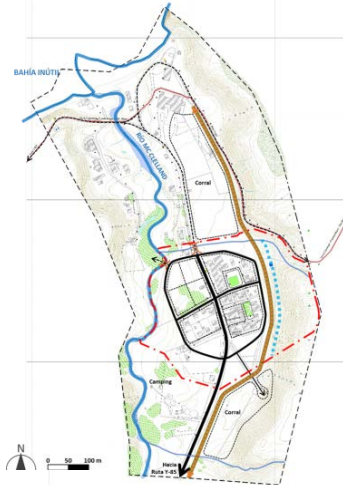 BAHÍA INÚTIL
RÍO MC CLELLAND
Corral
Camping
Corral
Hacia
Ruta Y-85
N
0 50 100 m